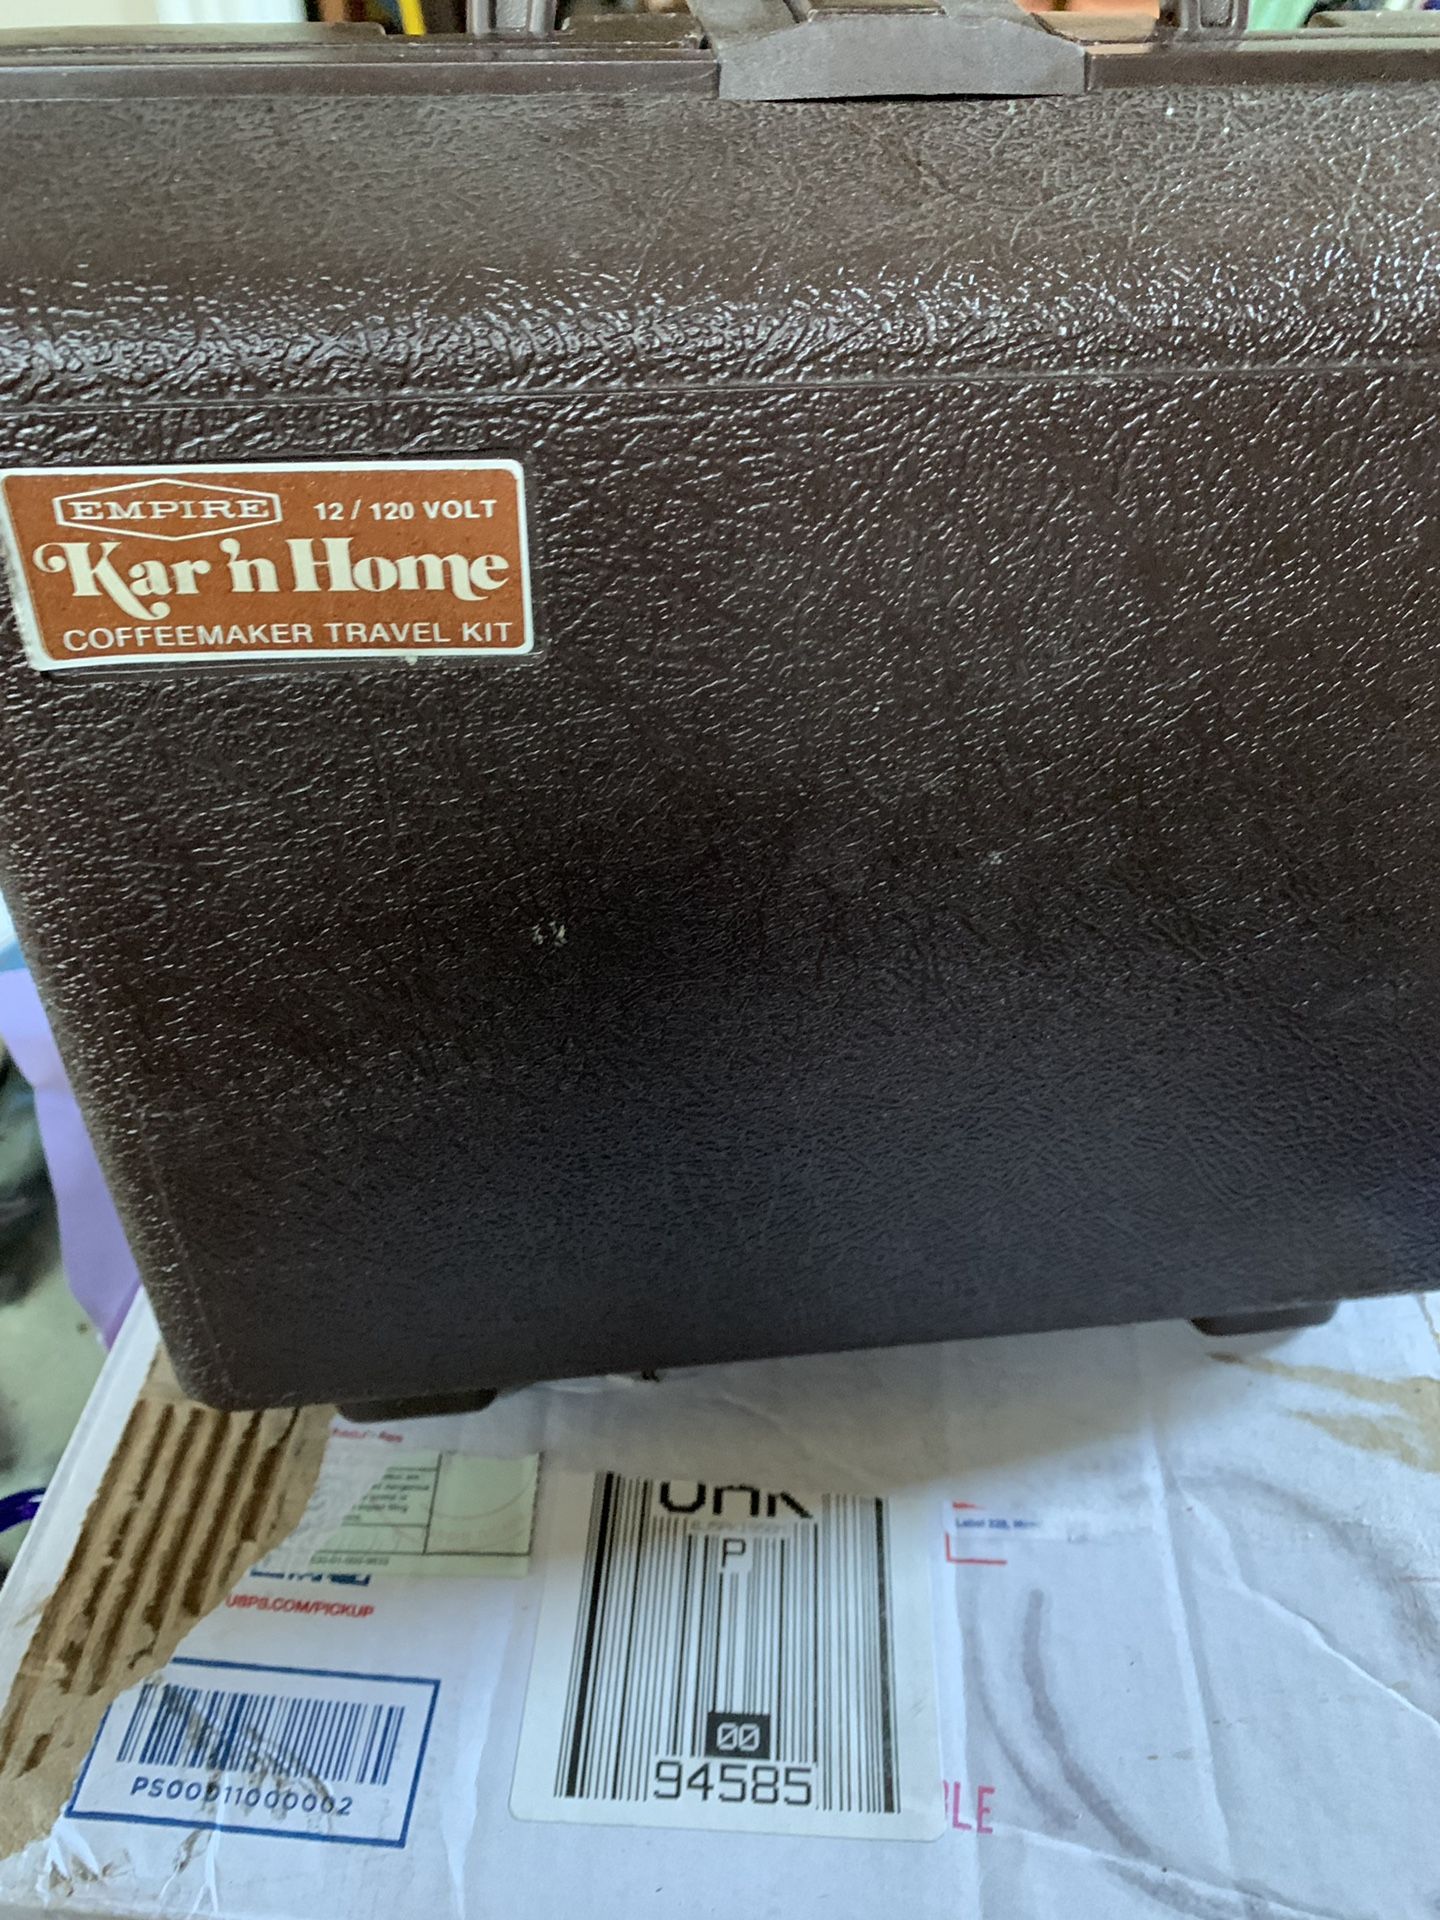 EMPIRE 12 / 120 VOLT
Kar 'n Home
COFFEEMAKER TRAVEL KIT
P
USPS.COM/PICKUP
00
94585
PS00011000002